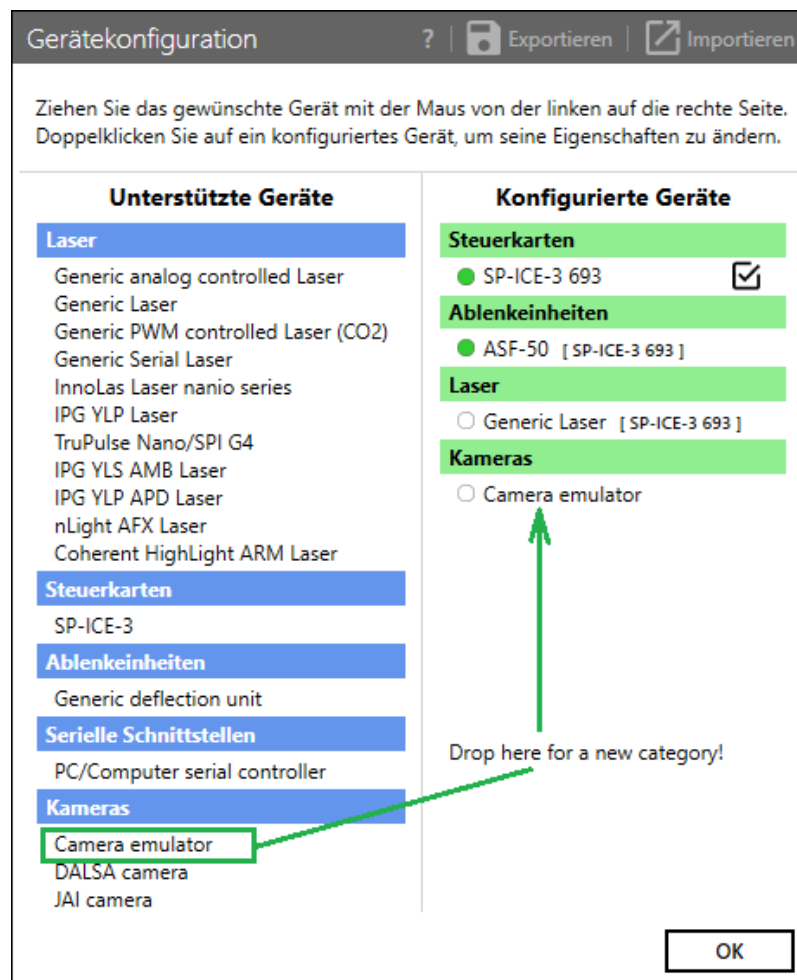 Gerätekonfiguration
? | Exportieren | Importieren
Ziehen Sie das gewünschte Gerät mit der Maus von der linken auf die rechte Seite.
Doppelklicken Sie auf ein konfiguriertes Gerät, um seine Eigenschaften zu ändern.
Unterstützte Geräte
Laser
Generic analog controlled Laser
Generic Laser
Generic PWM controlled Laser (CO2)
Generic Serial Laser
InnoLas Laser nanio series
IPG YLP Laser
TruPulse Nano/SPI G4
IPG YLS AMB Laser
IPG YLP APD Laser
nLight AFX Laser
Coherent HighLight ARM Laser
Steuerkarten
SP-ICE-3
Ablenkeinheiten
Generic deflection unit
Serielle Schnittstellen
PC/Computer serial controller
Kameras
Camera emulator
DALSA camera
JAI camera
Konfigurierte Geräte
Steuerkarten
SP-ICE-3 693
Ablenkeinheiten
ASF-50 [ SP-ICE-3 693 ]
Laser
Generic Laser [ SP-ICE-3 693 ]
Kameras
Camera emulator
Drop here for a new category!
OK